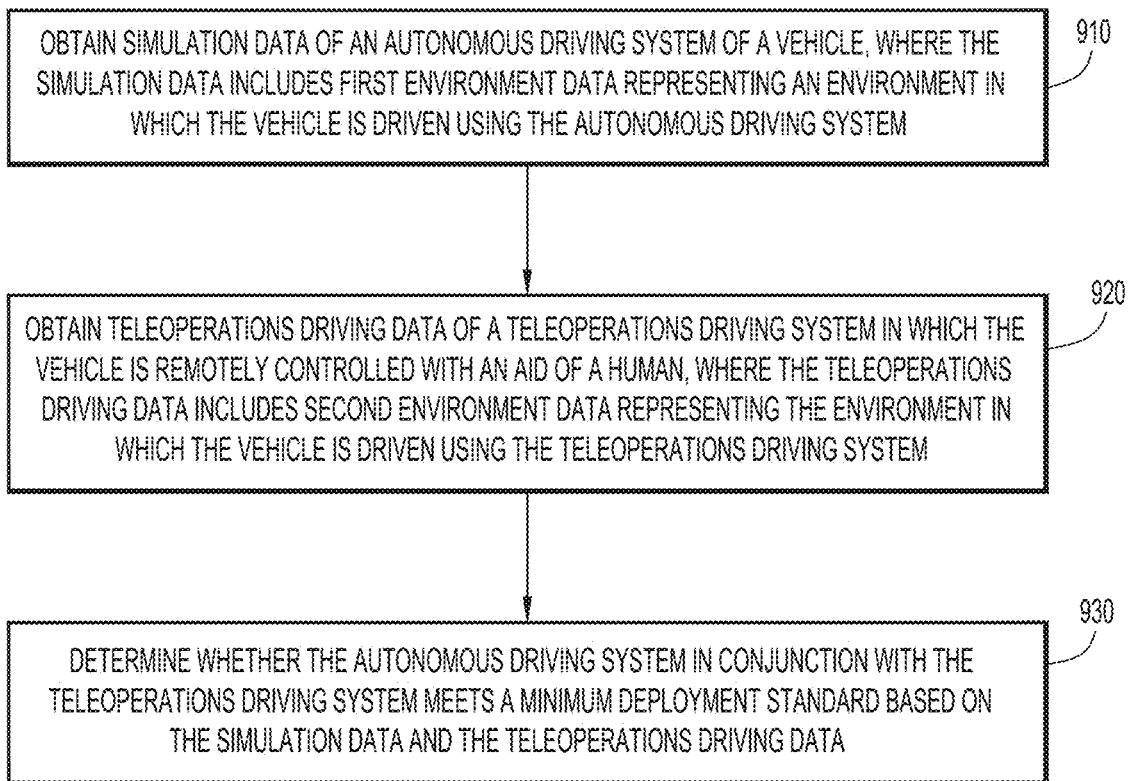 OBTAIN SIMULATION DATA OF AN AUTONOMOUS DRIVING SYSTEM OF A VEHICLE, WHERE THE
SIMULATION DATA INCLUDES FIRST ENVIRONMENT DATA REPRESENTING AN ENVIRONMENT IN
WHICH THE VEHICLE IS DRIVEN USING THE AUTONOMOUS DRIVING SYSTEM
910
OBTAIN TELEOPERATIONS DRIVING DATA OF A TELEOPERATIONS DRIVING SYSTEM IN WHICH THE
VEHICLE IS REMOTELY CONTROLLED WITH AN AID OF A HUMAN, WHERE THE TELEOPERATIONS
DRIVING DATA INCLUDES SECOND ENVIRONMENT DATA REPRESENTING THE ENVIRONMENT IN
WHICH THE VEHICLE IS DRIVEN USING THE TELEOPERATIONS DRIVING SYSTEM
920
DETERMINE WHETHER THE AUTONOMOUS DRIVING SYSTEM IN CONJUNCTION WITH THE
TELEOPERATIONS DRIVING SYSTEM MEETS A MINIMUM DEPLOYMENT STANDARD BASED ON
THE SIMULATION DATA AND THE TELEOPERATIONS DRIVING DATA
930